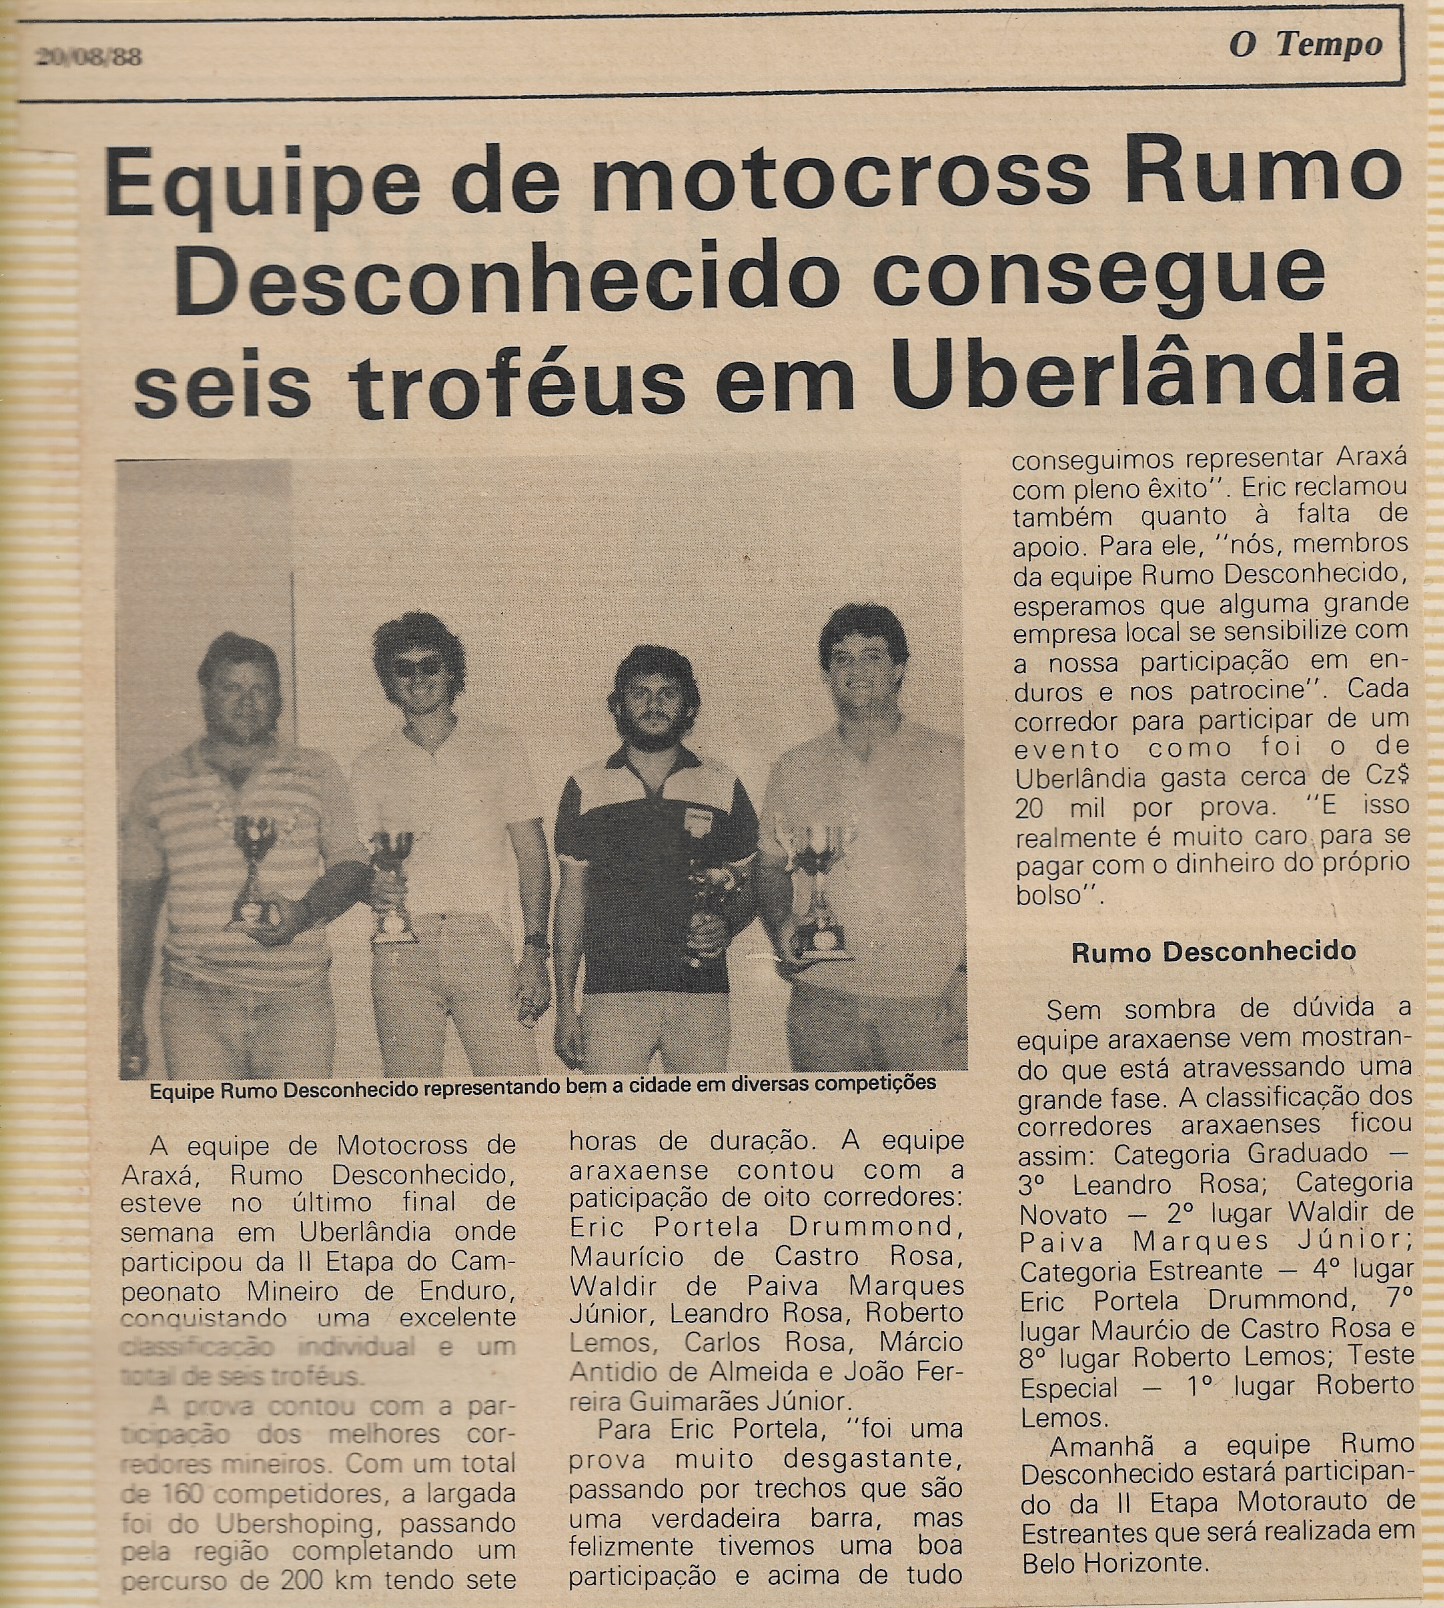 20/08/88
O Tempo
Equipe de motocross Rumo
Desconhecido consegue
seis troféus em Uberlândia
Equipe Rumo Desconhecido representando bem a cidade em diversas competições
A equipe de Motocross de
Araxá, Rumo Desconhecido,
esteve no último final de
semana em Uberlândia onde
participou da II Etapa do Cam-
peonato Mineiro de Enduro,
conquistando uma excelente
classificação individual e um
total de seis troféus.
A prova contou com a par-
ticipação dos melhores cor-
redores mineiros. Com um total
de 160 competidores, a largada
foi do Ubershoping, passando
pela região completando um
percurso de 200 km tendo sete
horas de duração. A equipe
araxaense contou com a
paticipação de oito corredores:
Eric Portela Drummond,
Maurício de Castro Rosa,
Waldir de Paiva Marques
Júnior, Leandro Rosa, Roberto
Lemos, Carlos Rosa, Márcio
Antidio de Almeida e João Fer-
reira Guimarães Júnior.
Para Eric Portela, "foi uma
prova muito desgastante,
passando por trechos que são
uma verdadeira barra, mas
felizmente tivemos uma boa
participação e acima de tudo
conseguimos representar Araxá
com pleno êxito". Eric reclamou
também quanto à falta de
apoio. Para ele, "nós, membros
da equipe Rumo Desconhecido,
esperamos que alguma grande
empresa local se sensibilize com
a nossa participação em en-
duros e nos patrocine". Cada
corredor para participar de um
evento como foi o de
Uberlândia gasta cerca de Cz$
20 mil por prova. "E isso
realmente é muito caro para se
pagar com o dinheiro do próprio
bolso".
Rumo Desconhecido
Sem sombra de dúvida a
equipe araxaense vem mostran-
do que está atravessando uma
grande fase. A classificação dos
corredores araxaenses ficou
assim: Categoria Graduado —
3º Leandro Rosa; Categoria
Novato — 2º lugar Waldir de
Paiva Marques Júnior;
Categoria Estreante — 4º lugar
Eric Portela Drummond, 7º
lugar Maurćio de Castro Rosa e
8º lugar Roberto Lemos; Teste
Especial — 1º lugar Roberto
Lemos.
Amanhã a equipe Rumo
Desconhecido estará participan-
do da II Etapa Motorauto de
Estreantes que será realizada em
Belo Horizonte.